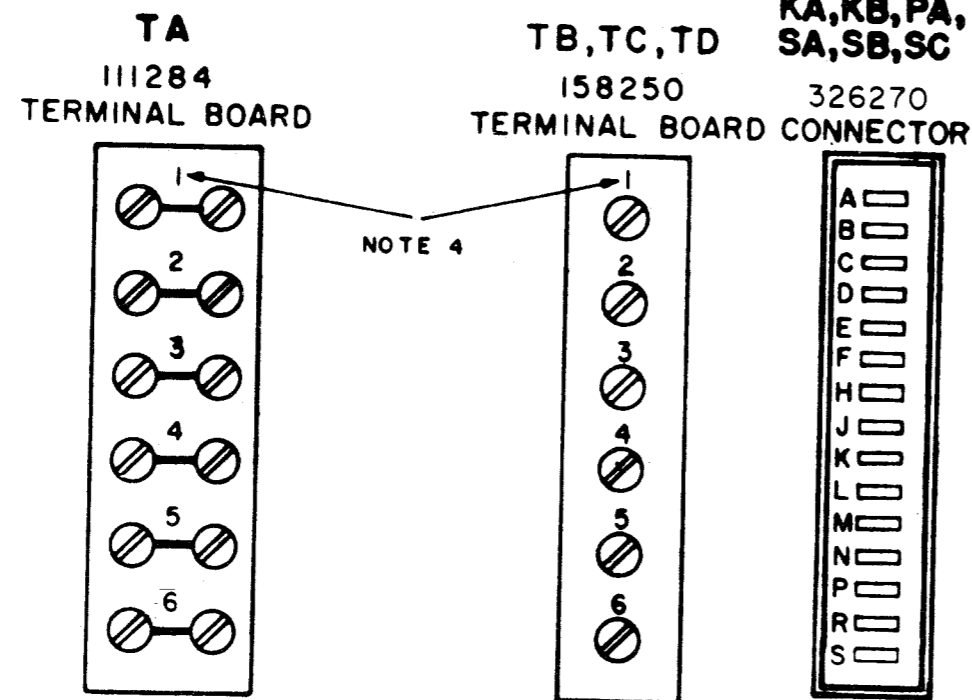 TA
111284
TERMINAL BOARD
1
2
3
4
5
6
NOTE 4
TB,TC,TD
158250
TERMINAL BOARD
1
2
3
4
5
6
KA,KB,PA,
SA,SB,SC
326270
CONNECTOR
A
B
C
D
E
F
H
J
K
L
M
N
P
R
S